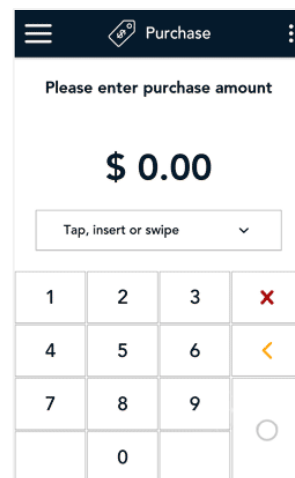 Purchase
Please enter purchase amount
$ 0.00
Tap, insert or swipe
1 2 3
4 5 6
7 8 9
0